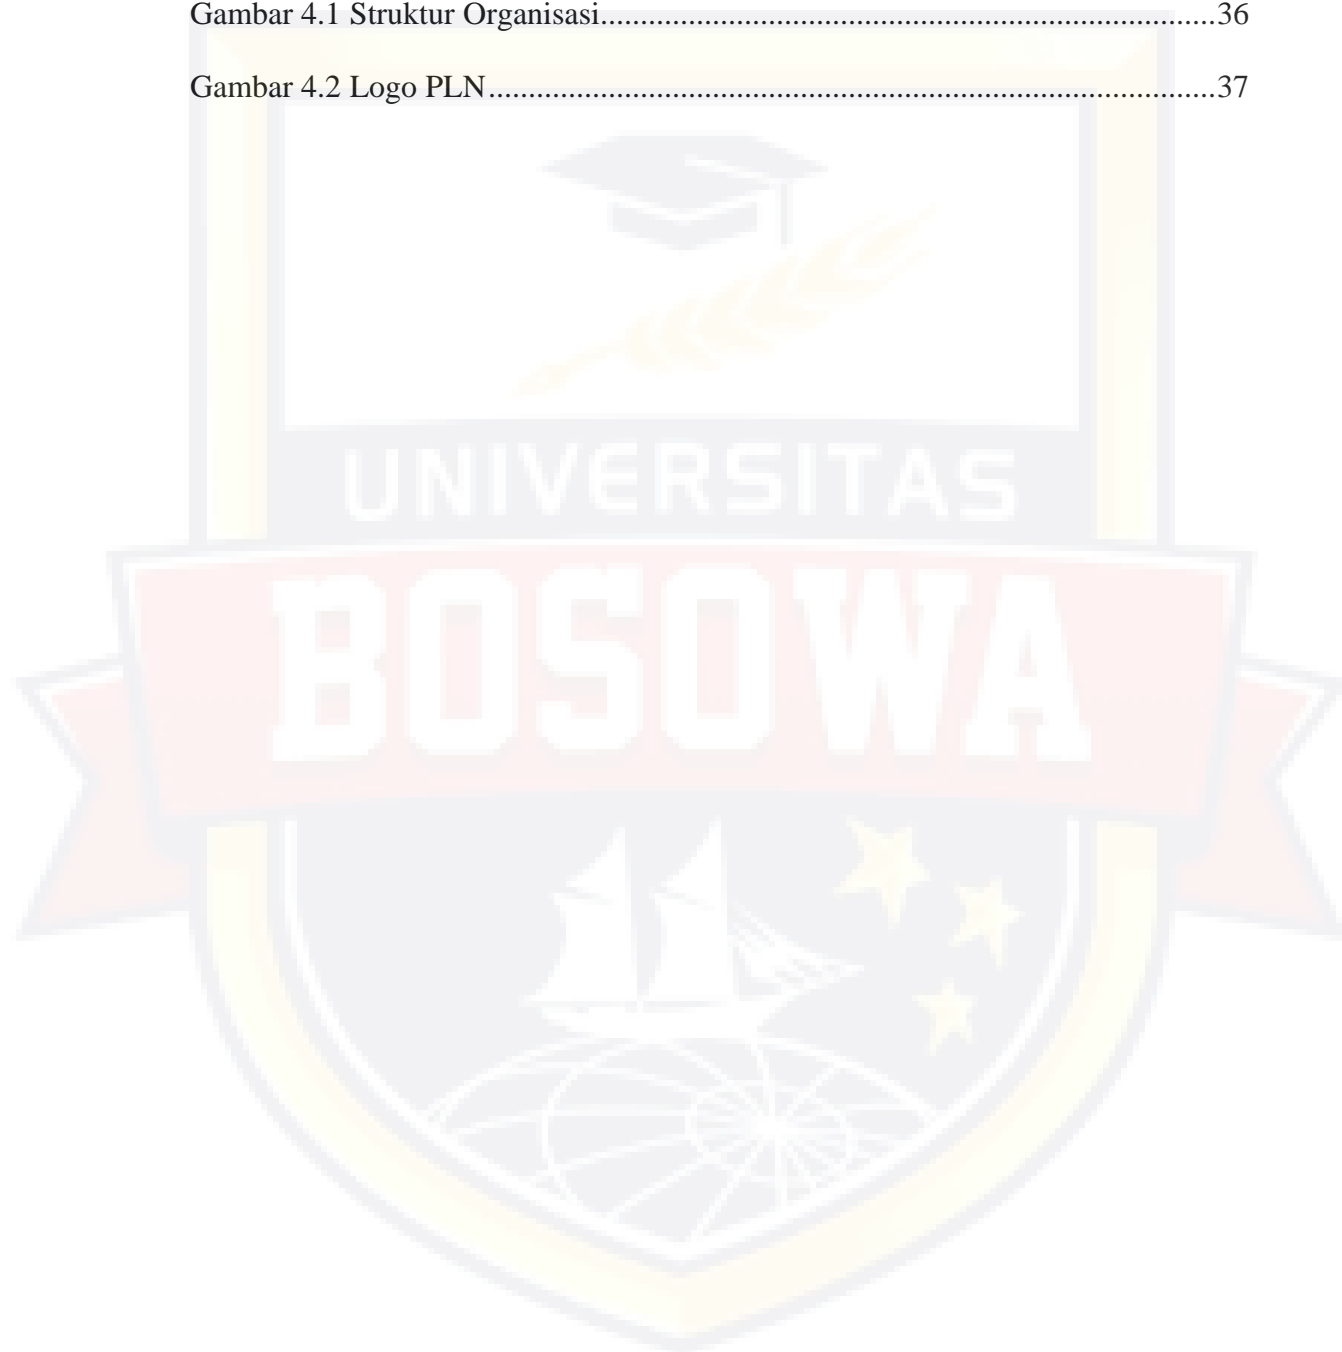 Gambar 4.1 Struktur Organisasi.............................................................................36
Gambar 4.2 Logo PLN...........................................................................................37
UNIVERSITAS
BOSOWA